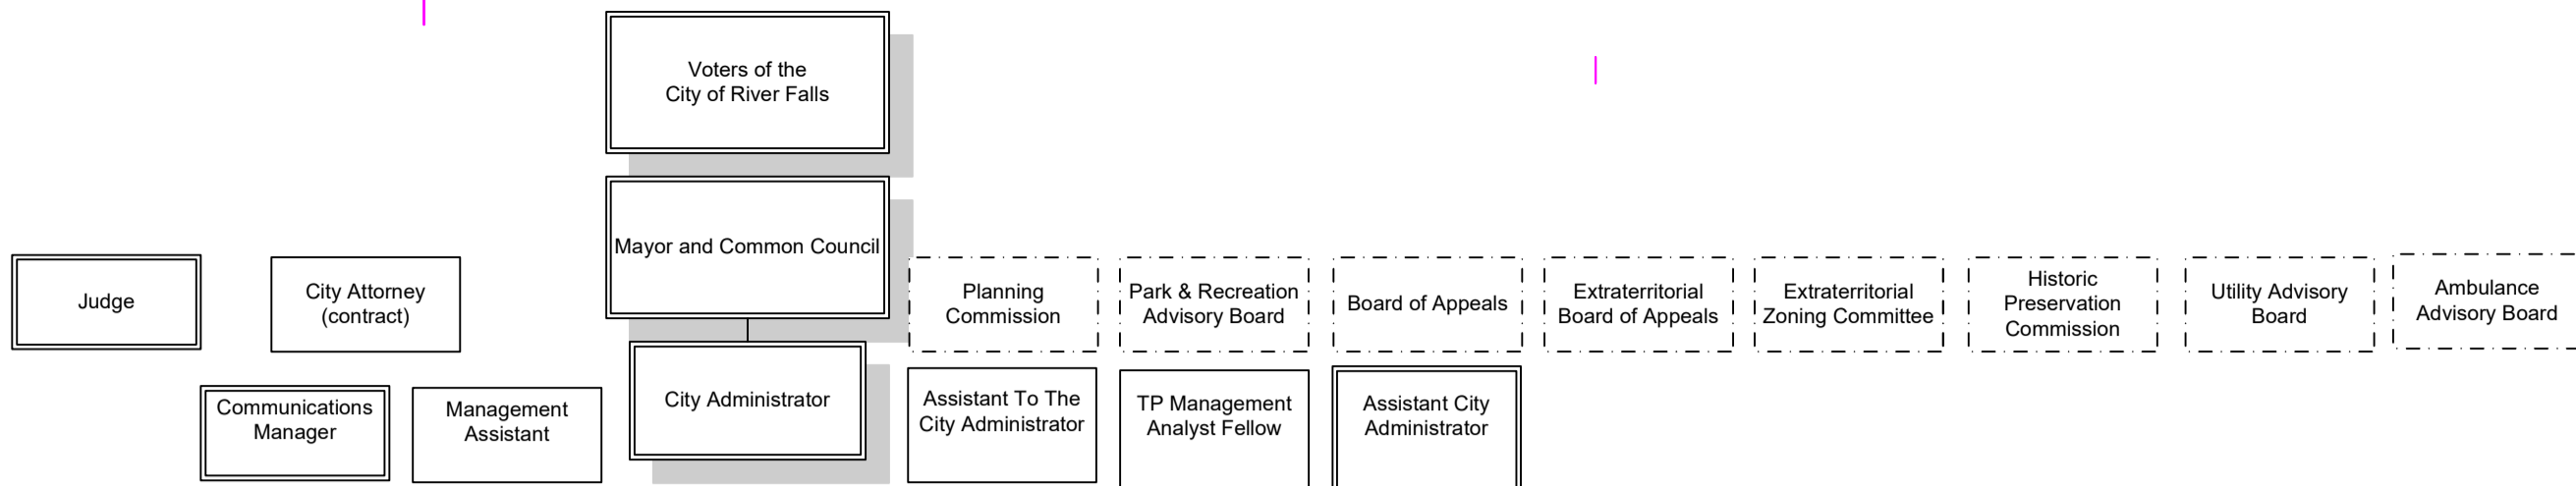 Voters of the
City of River Falls
Mayor and Common Council
Judge
City Attorney
(contract)
Planning
Commission
Park & Recreation
Advisory Board
Board of Appeals
Extraterritorial
Board of Appeals
Extraterritorial
Zoning Committee
Historic
Preservation
Commission
Utility Advisory
Board
Ambulance
Advisory Board
Communications
Manager
Management
Assistant
City Administrator
Assistant To The
City Administrator
TP Management
Analyst Fellow
Assistant City
Administrator